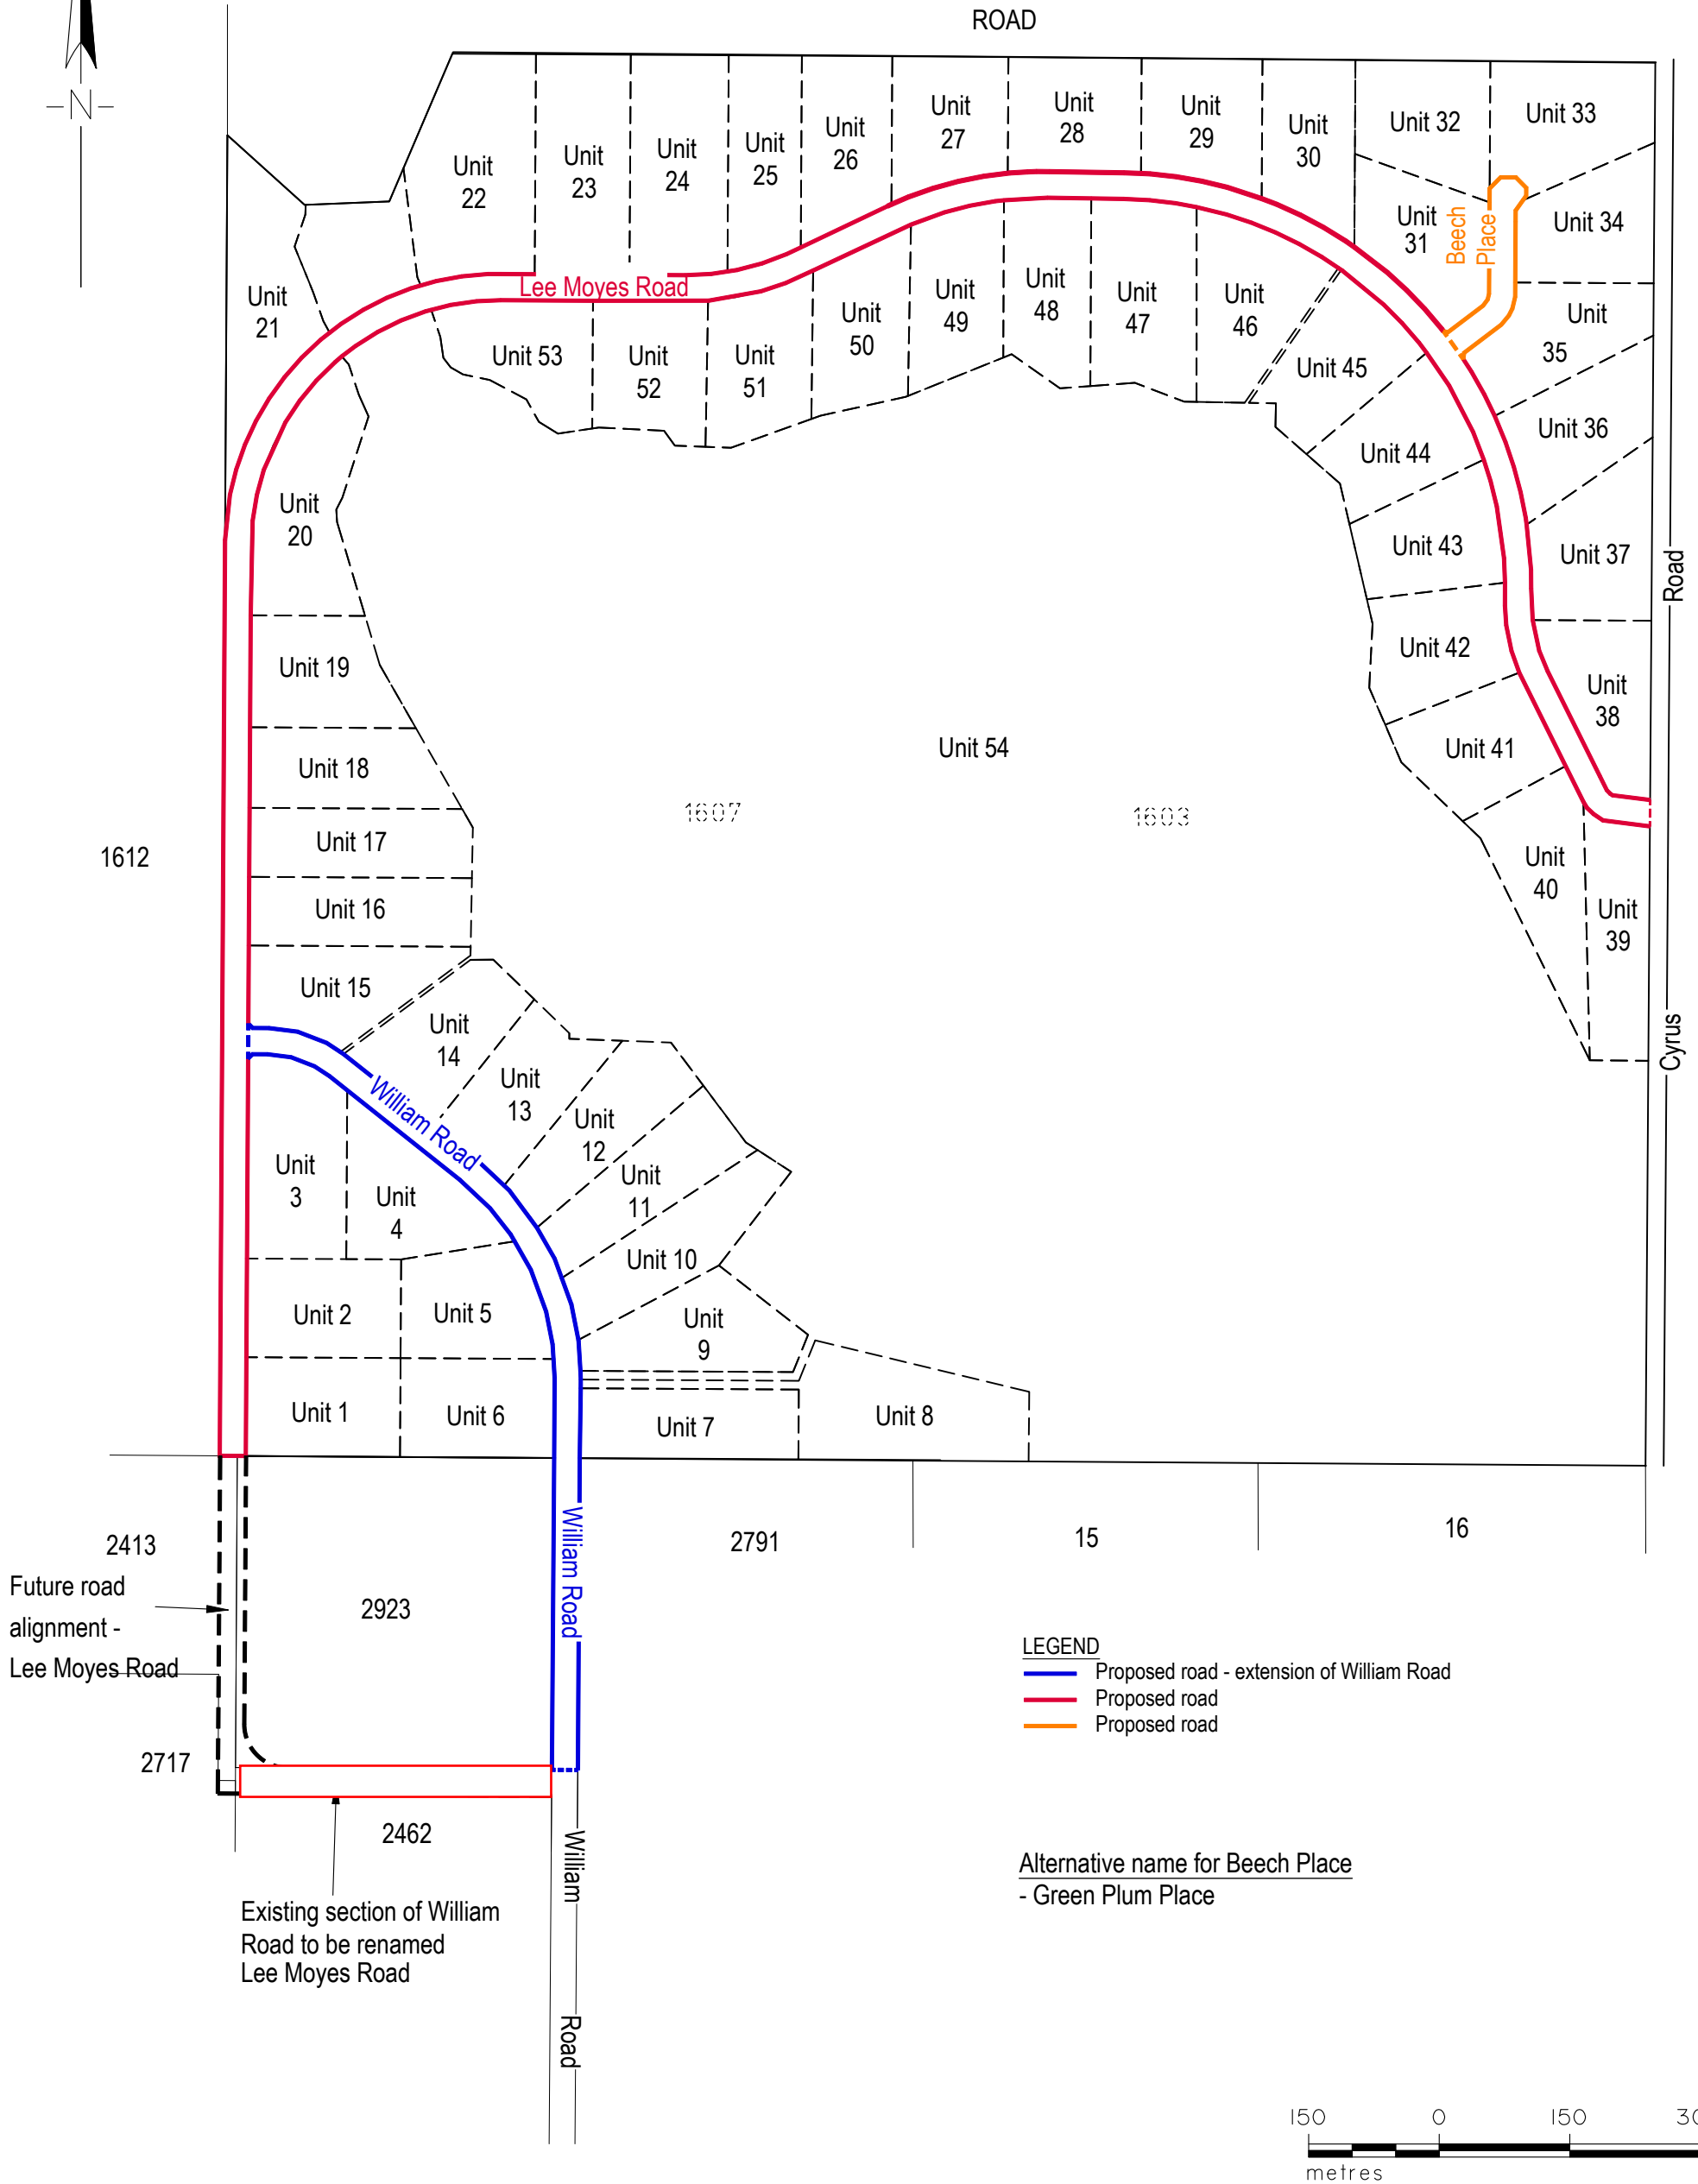 ROAD
-N-
Unit
22
Unit
23
Unit
24
Unit
25
Unit
26
Unit
27
Unit
28
Unit
29
Unit
30
Unit 32
Unit 33
Unit
31
Beech
Place
Unit 34
Unit
35
Unit
21
Lee Moyes Road
Unit 53
Unit
52
Unit
51
Unit
50
Unit
49
Unit
48
Unit
47
Unit
46
Unit 45
Unit 36
Unit 44
Unit
20
Unit 43
Unit 37
Road
Unit 19
Unit 42
Unit
38
Unit 18
Unit 54
Unit 41
1607
1603
1612
Unit 17
Unit
40
Unit 16
Unit
39
Unit 15
Unit
14
Cyrus
Unit
13
Unit
12
William Road
Unit
3
Unit
4
Unit
11
Unit 10
Unit 2
Unit 5
Unit
9
Unit 1
Unit 6
Unit 7
Unit 8
2413
2791
15
16
William Road
Future road
alignment -
Lee Moyes Road
2923
LEGEND
Proposed road - extension of William Road
Proposed road
Proposed road
2717
2462
William
Road
Alternative name for Beech Place
- Green Plum Place
Existing section of William
Road to be renamed
Lee Moyes Road
150 0 150
metres